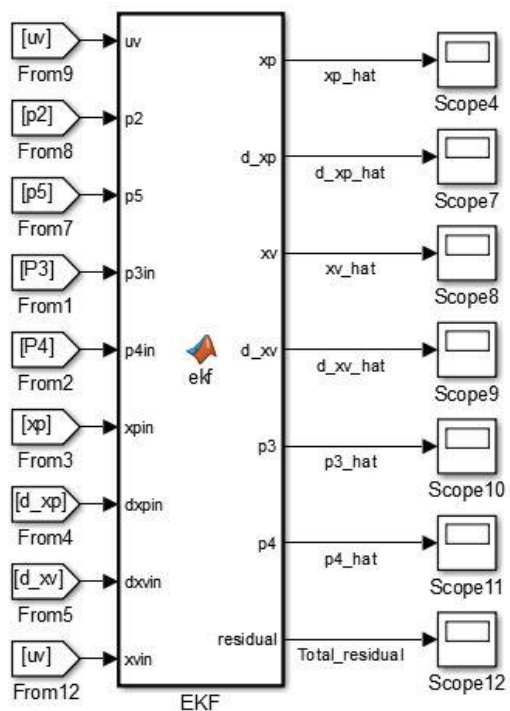 [uv]
From9
[p2]
From8
[p5]
From7
[P3]
From1
[P4]
From2
[xp]
From3
[d_xp]
From4
[d_xv]
From5
[uv]
From12
uv
p2
p5
p3in
p4in
xpin
dxpin
dxvin
xvin
ekf
xp
d_xp
xv
d_xv
p3
p4
residual
EKF
xp_hat
d_xp_hat
xv_hat
d_xv_hat
p3_hat
p4_hat
Total_residual
Scope4
Scope7
Scope8
Scope9
Scope10
Scope11
Scope12